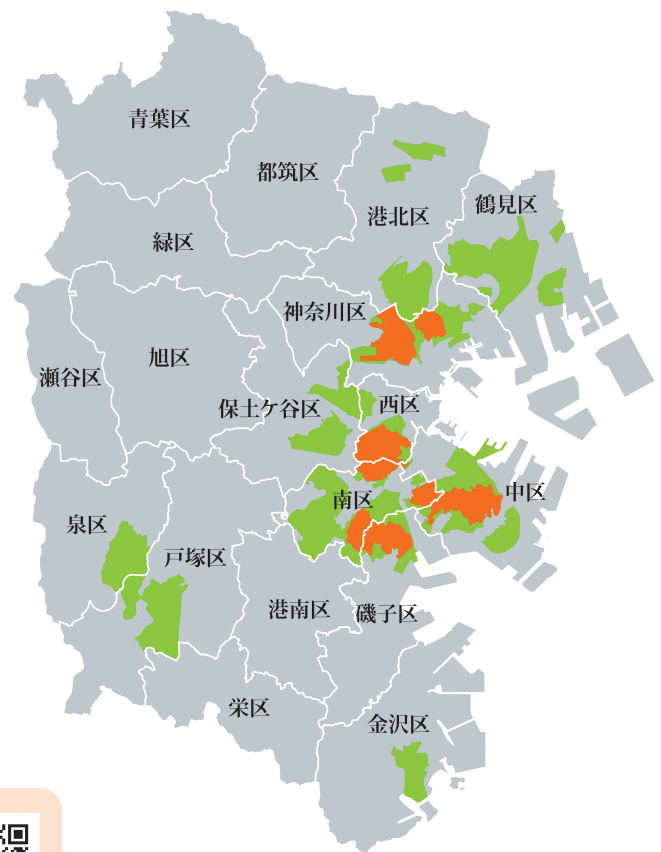 青葉区
都筑区
港北区
鶴見区
緑区
神奈川区
旭区
瀬谷区
保土ケ谷区
西区
南区
中区
泉区
戸塚区
港南区
磯子区
栄区
金沢区